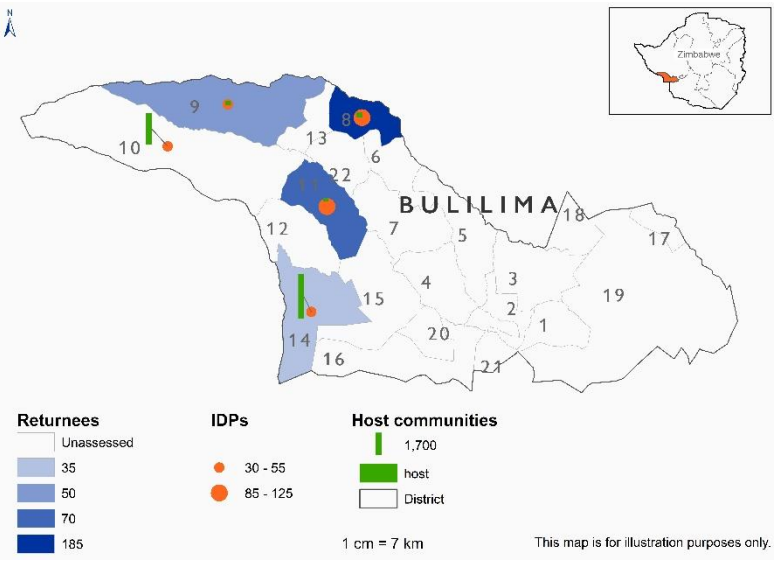 N
Zimbabwe
9
8
13
10
6
22
11
BULILIMA
18
12
7
5
17
4
3
19
15
2
1
20
14
16
21
Returnees
Unassessed
35
50
70
185
IDPs
30 - 55
85 - 125
Host communities
1,700
host
District
1 cm = 7 km
This map is for illustration purposes only.